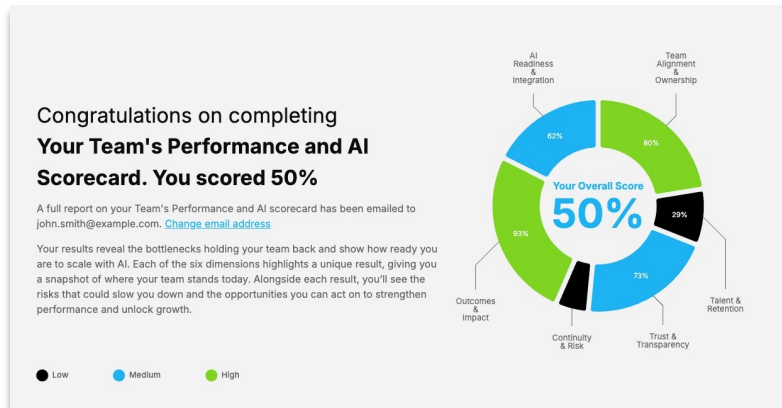 Congratulations on completing
Your Team's Performance and AI
Scorecard. You scored 50%
A full report on your Team's Performance and AI scorecard has been emailed to
john.smith@example.com. Change email address
Your results reveal the bottlenecks holding your team back and show how ready you
are to scale with AI. Each of the six dimensions highlights a unique result, giving you
a snapshot of where your team stands today. Alongside each result, you'll see the
risks that could slow you down and the opportunities you can act on to strengthen
performance and unlock growth.
Low
Medium
High
AI
Readiness
&
Integration
Team
Alignment
&
Ownership
62%
80%
Your Overall Score
50%
29%
93%
73%
Outcomes
&
Impact
Talent &
Retention
Continuity
& Risk
Trust &
Transparency